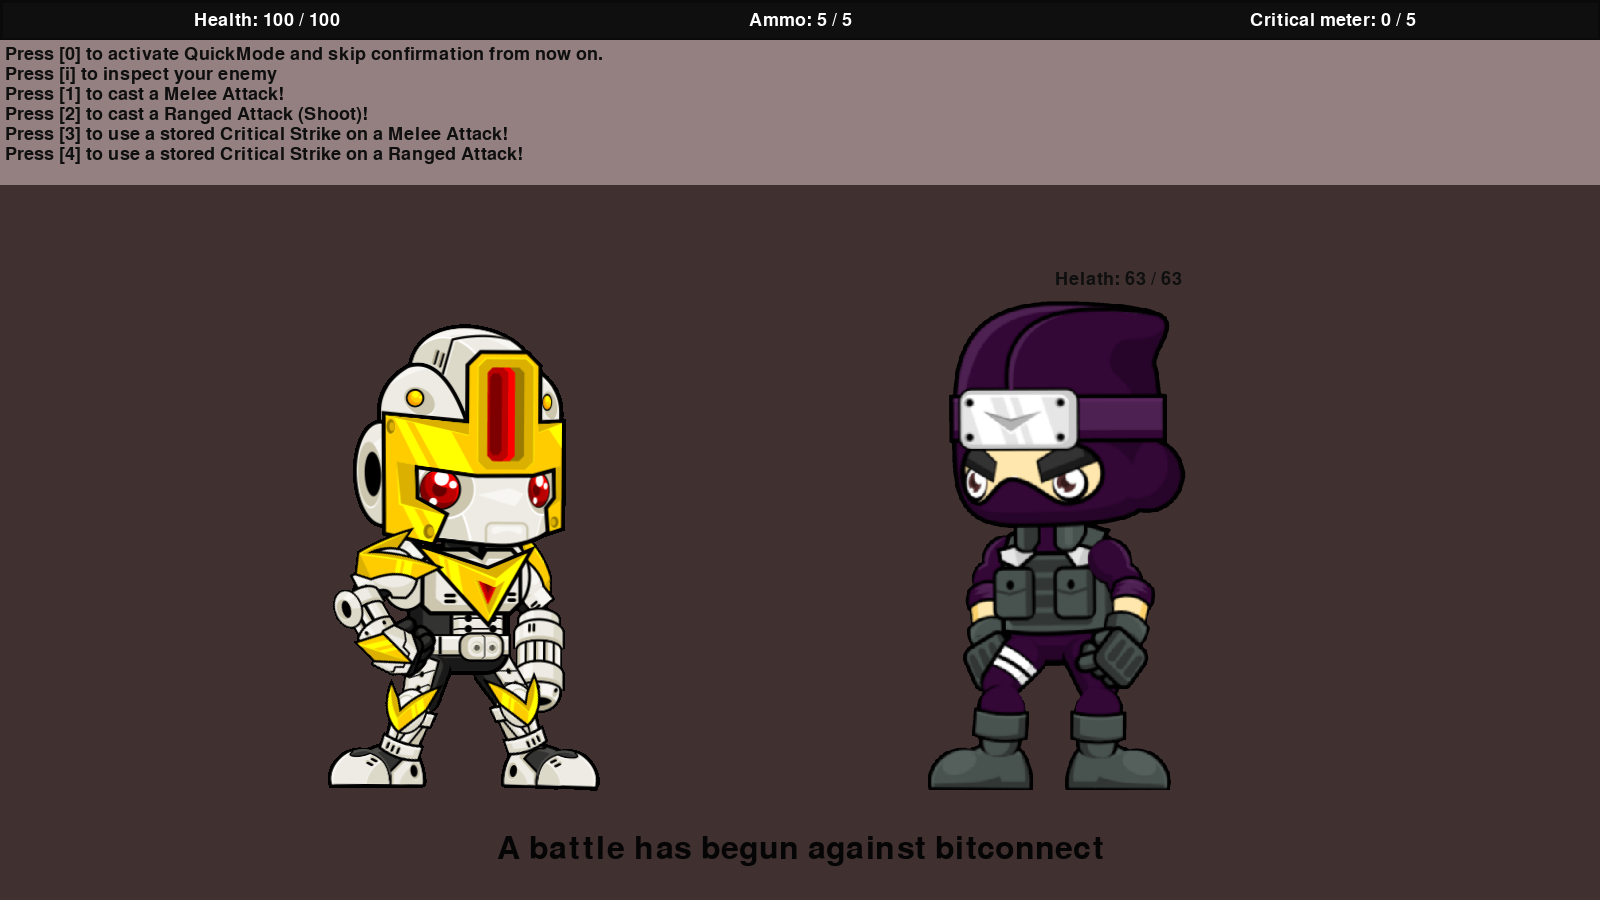 Health: 100 / 100 Ammo: 5 / 5 Critical meter: 0 / 5
Press [0] to activate QuickMode and skip confirmation from now on.
Press [i] to inspect your enemy
Press [1] to cast a Melee Attack!
Press [2] to cast a Ranged Attack (Shoot)!
Press [3] to use a stored Critical Strike on a Melee Attack!
Press [4] to use a stored Critical Strike on a Ranged Attack!
Helath: 63 / 63
A battle has begun against bitconnect